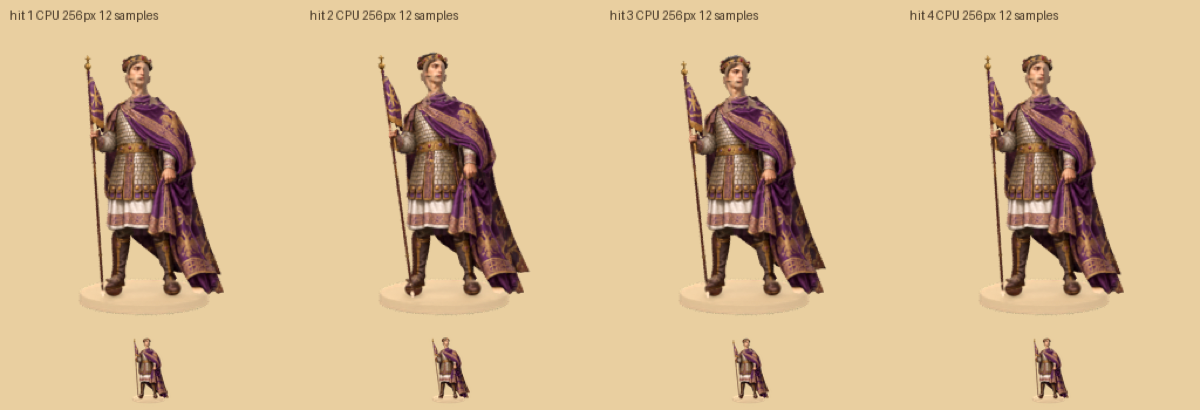 hit 1 CPU 256px 12 samples
hit 2 CPU 256px 12 samples
hit 3 CPU 256px 12 samples
hit 4 CPU 256px 12 samples